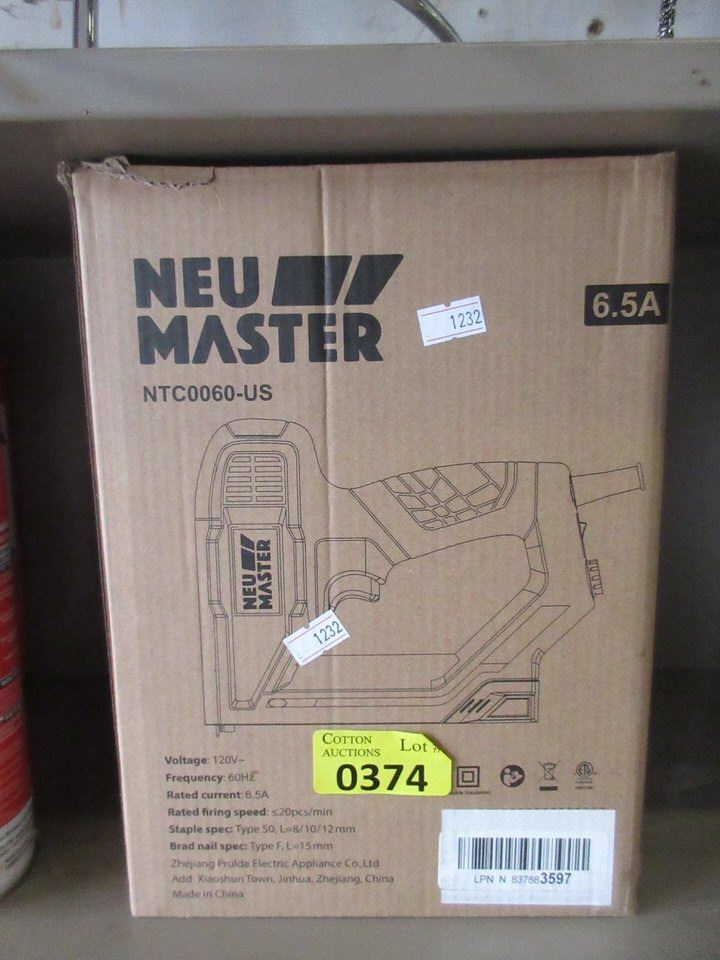 NEU
MASTER
NTC0060-US
1232
6.5A
NEU
MASTER
1232
COTTON
AUCTIONS
Lot #
0374
Voltage: 120V~
Frequency: 60Hz
Rated current: 6.5A
Rated firing speed: ≤20pcs/min
Staple spec: Type 50, L=8/10/12mm
Brad nail spec: Type F, L=15mm
Zhejiang Prulde Electric Appliance Co.,Ltd
Add: Xiaoshun Town, Jinhua, Zhejiang, China
Made in China
LPN N 837883597